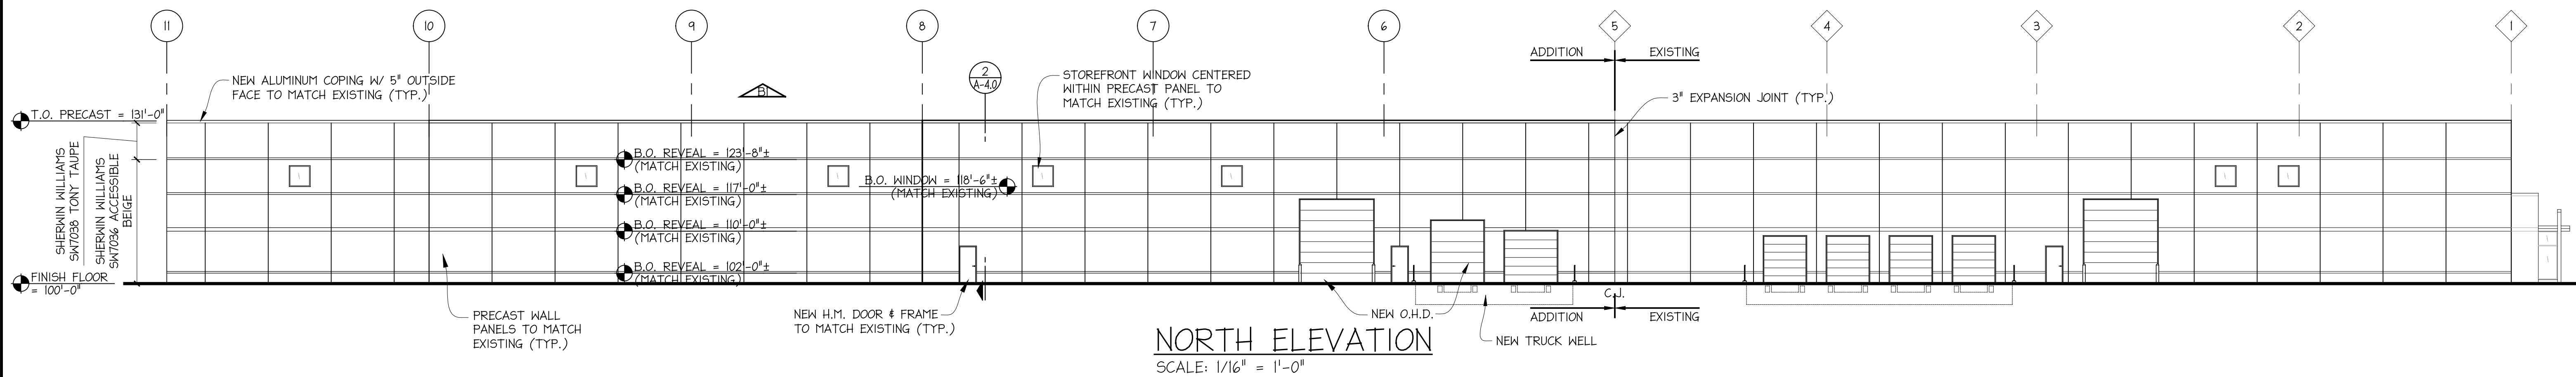 11
10
9
8
7
6
5
4
3
2
1
ADDITION
EXISTING
NEW ALUMINUM COPING W/ 5" OUTSIDE
FACE TO MATCH EXISTING (TYP.)
B1
2
A-4.0
STOREFRONT WINDOW CENTERED
WITHIN PRECAST PANEL TO
MATCH EXISTING (TYP.)
3" EXPANSION JOINT (TYP.)
T.O. PRECAST = 131'-0"
SHERWIN WILLIAMS
SW7038 TONY TAUPE
SHERWIN WILLIAMS
SW7036 ACCESSIBLE
BEIGE
B.O. REVEAL = 123'-8"±
(MATCH EXISTING)
B.O. REVEAL = 117'-0"±
(MATCH EXISTING)
B.O. WINDOW = 118'-6"±
(MATCH EXISTING)
B.O. REVEAL = 110'-0"±
(MATCH EXISTING)
B.O. REVEAL = 102'-0"±
(MATCH EXISTING)
FINISH FLOOR
= 100'-0"
C.J.
PRECAST WALL
PANELS TO MATCH
EXISTING (TYP.)
NEW H.M. DOOR & FRAME
TO MATCH EXISTING (TYP.)
NEW O.H.D.
ADDITION
EXISTING
NEW TRUCK WELL
NORTH ELEVATION
SCALE: 1/16" = 1'-0"